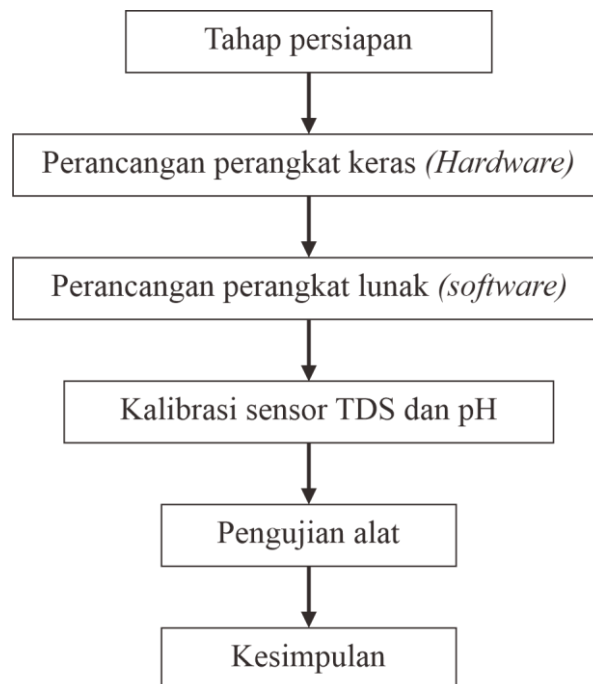 Tahap persiapan
Perancangan perangkat keras (Hardware)
Perancangan perangkat lunak (software)
Kalibrasi sensor TDS dan pH
Pengujian alat
Kesimpulan